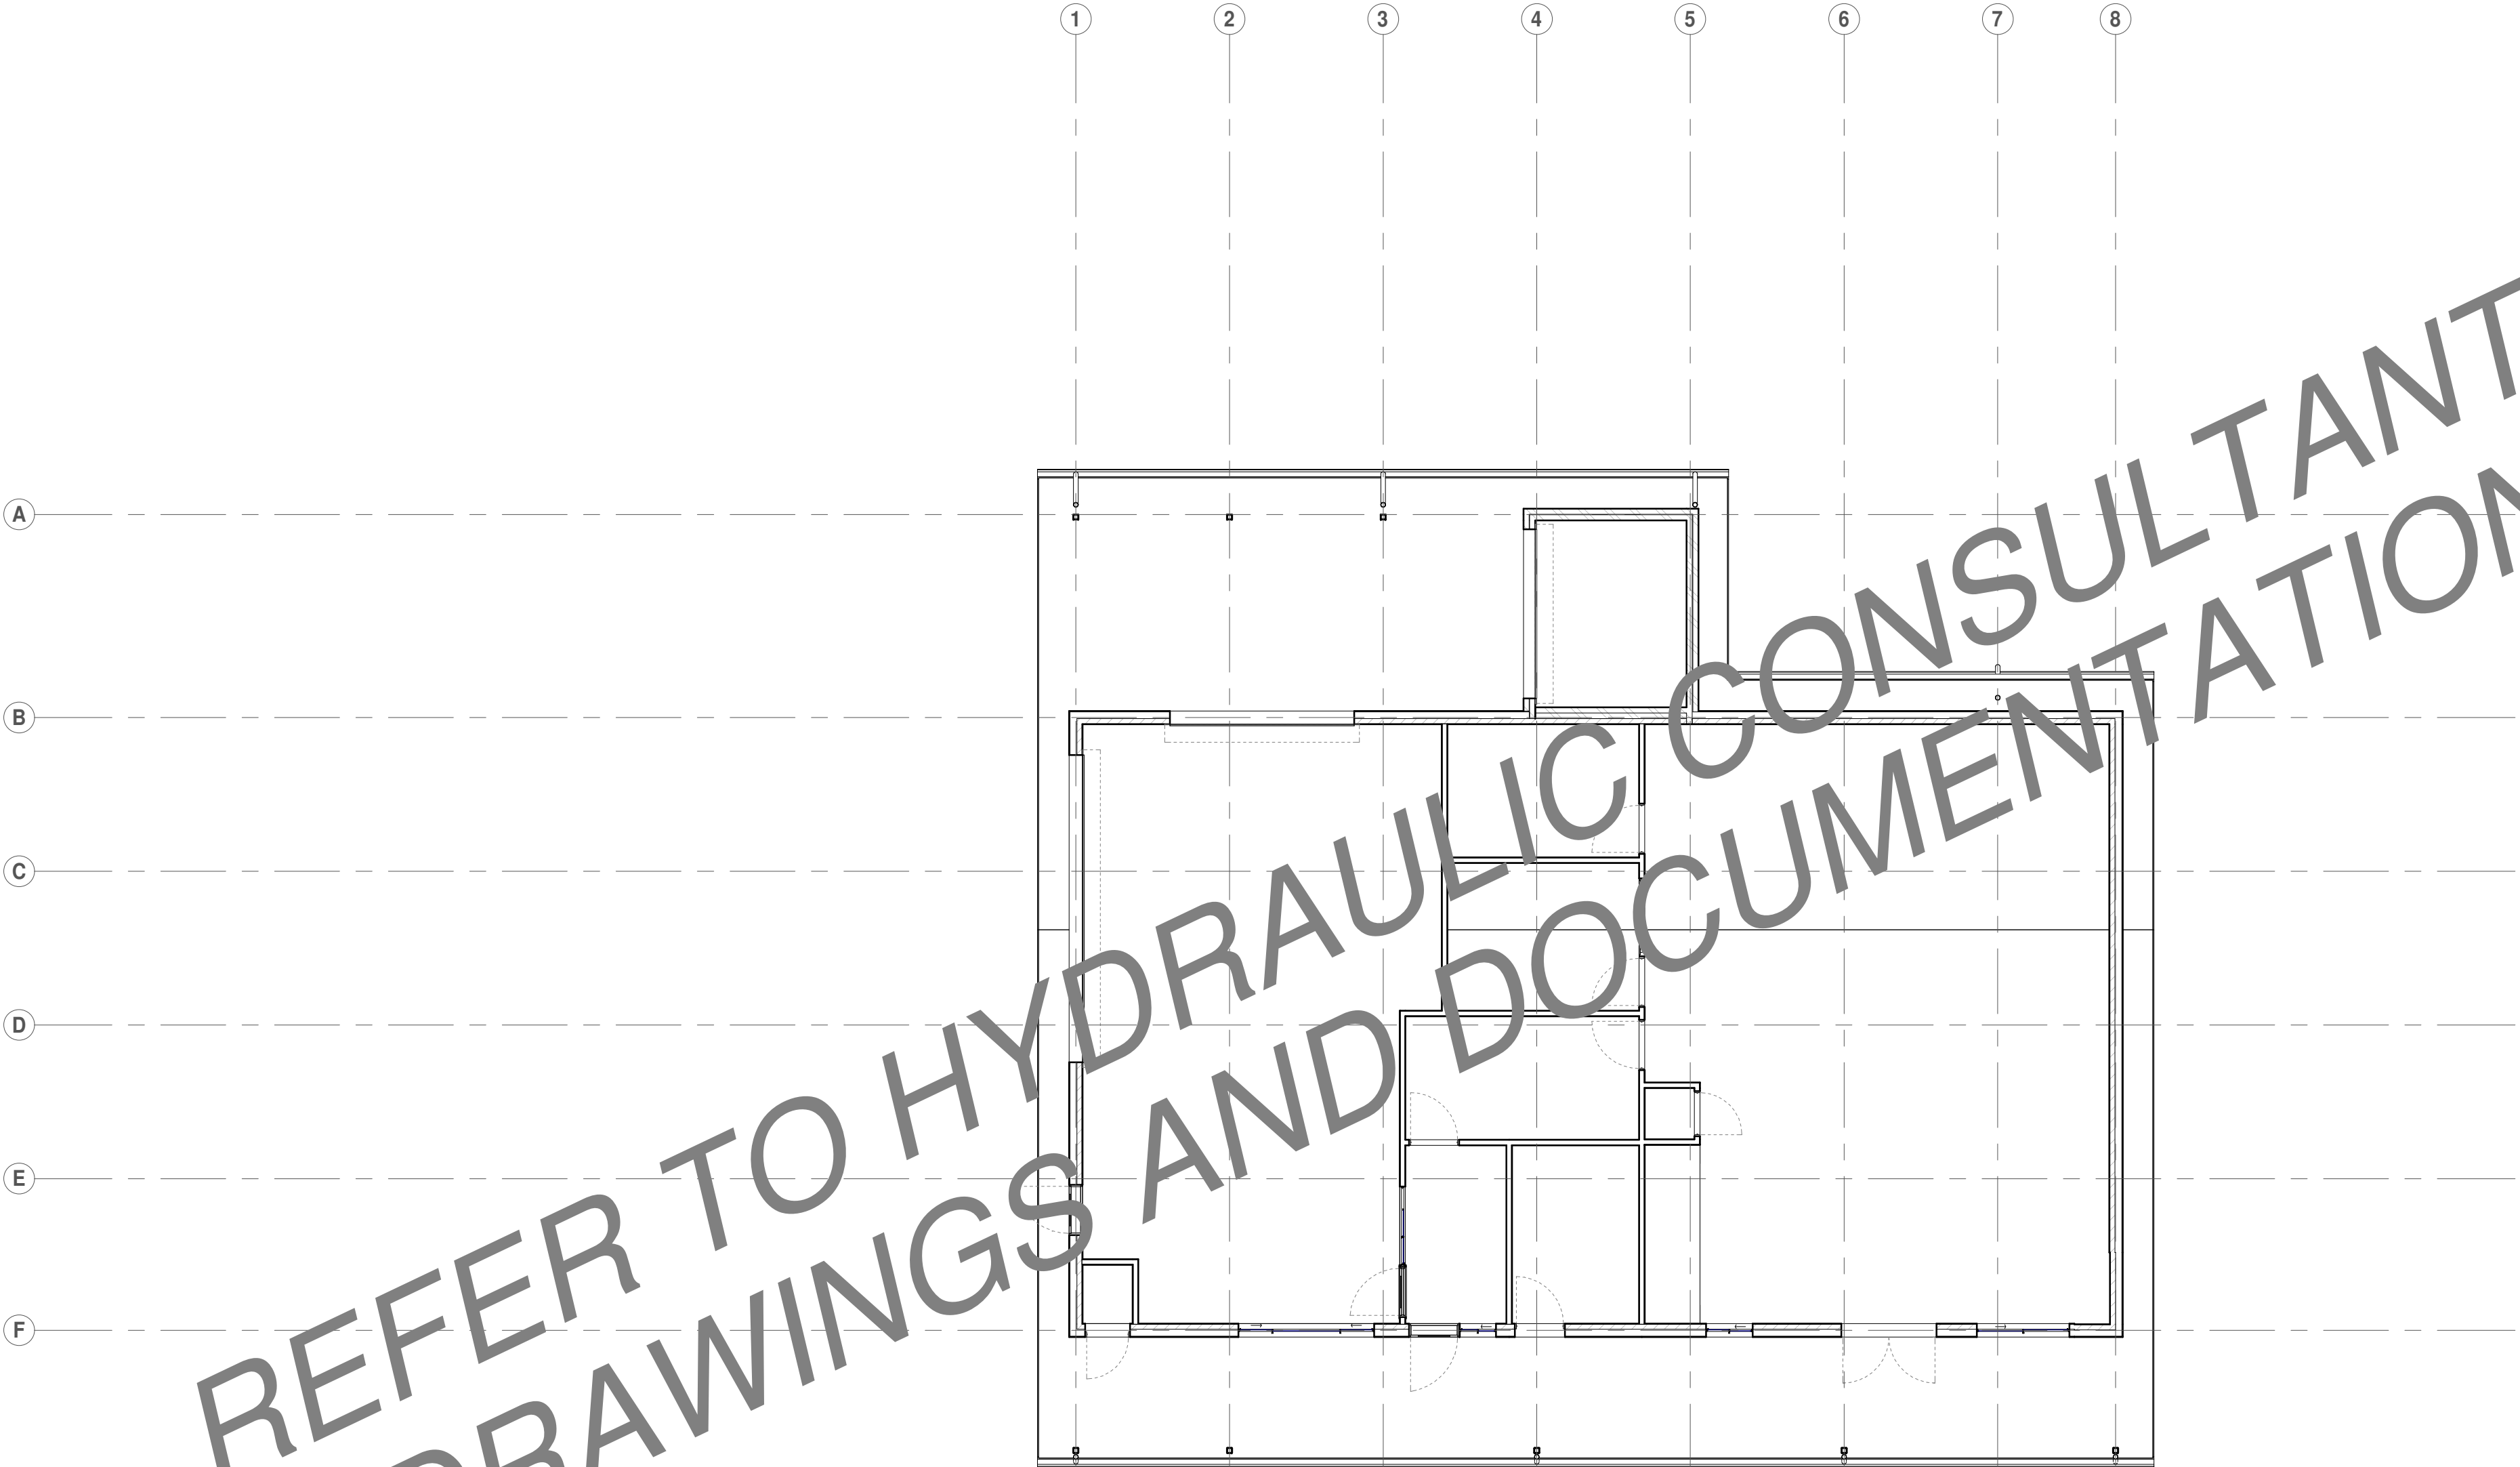 1 2 3 4 5 6 7 8
A
B
C
D
E
F
REFER TO HYDRAULIC CONSULTANT
DRAWINGS AND DOCUMENTATION